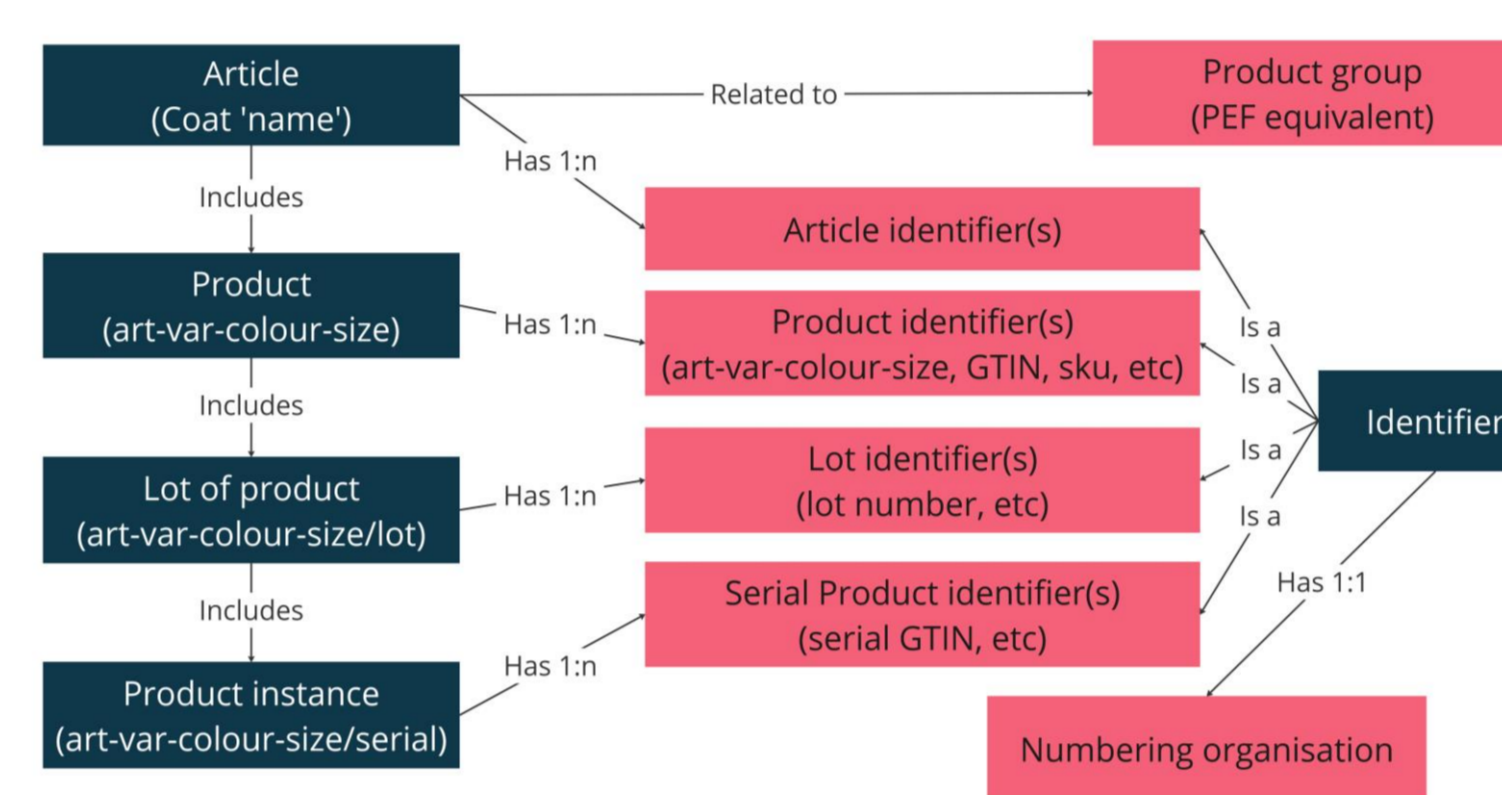 Article
(Coat 'name')
Related to
Product group
(PEF equivalent)
Has 1:n
Includes
Article identifier(s)
Product
(art-var-colour-size)
Has 1:n
Product identifier(s)
(art-var-colour-size, GTIN, sku, etc)
Is a
Is a
Includes
Identifier
Lot of product
(art-var-colour-size/lot)
Has 1:n
Lot identifier(s)
(lot number, etc)
Is a
Is a
Includes
Serial Product identifier(s)
(serial GTIN, etc)
Has 1:1
Has 1:n
Product instance
(art-var-colour-size/serial)
Numbering organisation